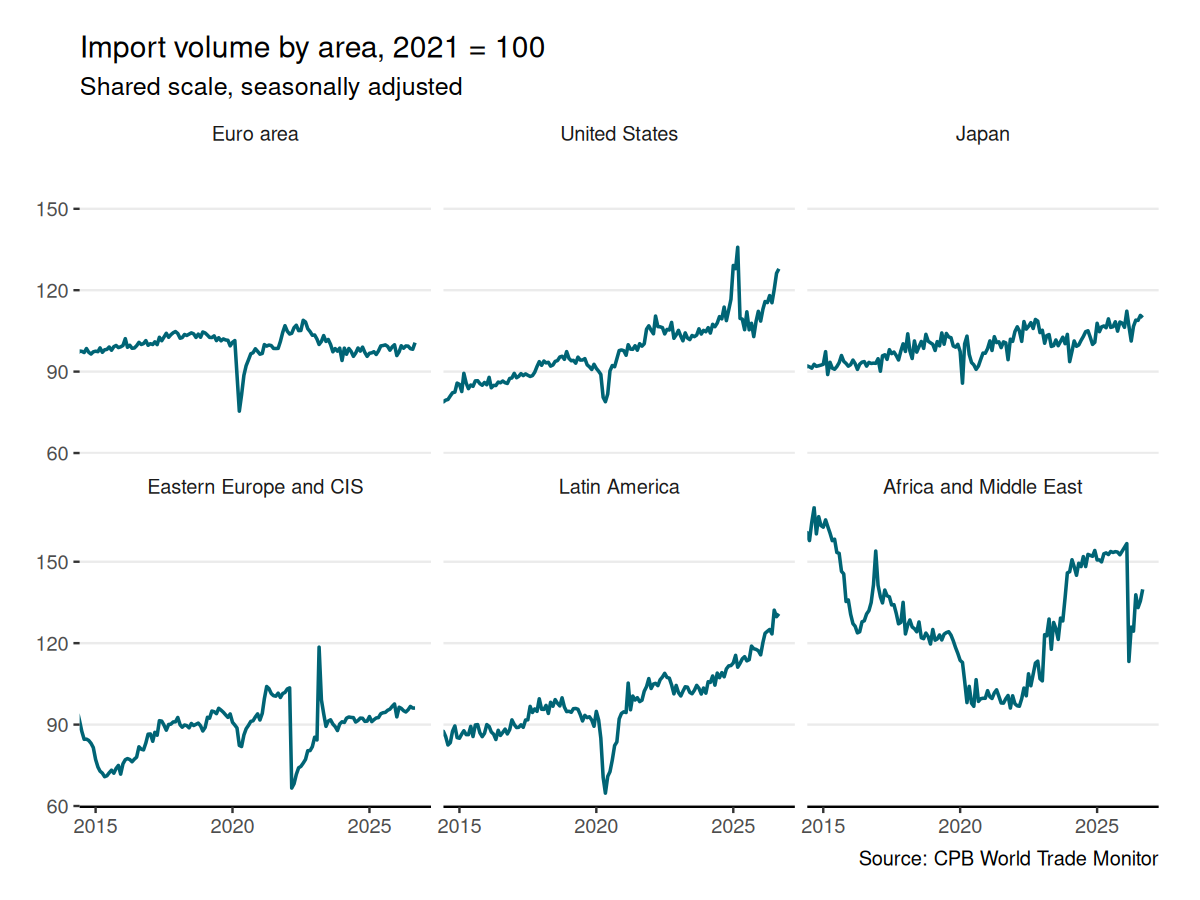 Import volume by area, 2021 = 100
Shared scale, seasonally adjusted
Euro area
United States
Japan
150
120
90
60
Eastern Europe and CIS
Latin America
Africa and Middle East
150
120
90
60
2015 2020 2025
2015 2020 2025
2015 2020 2025
Source: CPB World Trade Monitor